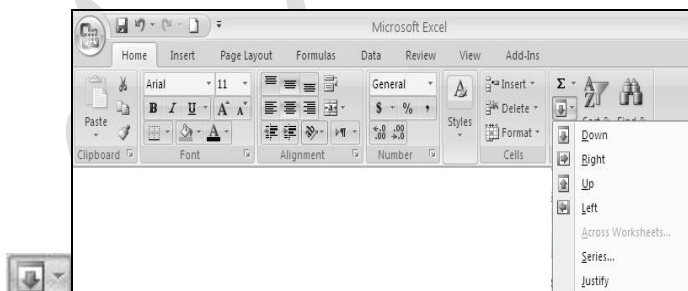 Microsoft Excel
Home Insert Page Layout Formulas Data Review View Add-Ins
Arial 11 General Insert Σ
B I U A A $ % , Delete
Paste A Styles Format
Clipboard Font Alignment Number Cells
Down
Right
Up
Left
Across Worksheets...
Series...
Justify